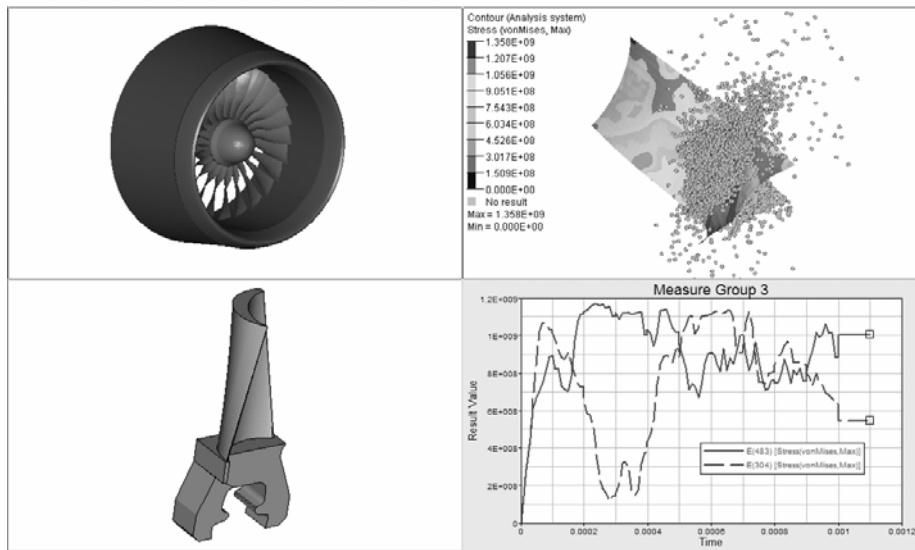 Contour (Analysis system)
Stress (vonMises, Max)
1.358E+09
1.207E+09
1.056E+09
9.051E+08
7.543E+08
6.034E+08
4.526E+08
3.017E+08
1.509E+08
0.000E+00
No result
Max = 1.358E+09
Min = 0.000E+00
Measure Group 3
1.2E+009
1E+009
8E+008
6E+008
4E+008
2E+008
0
Result Value
E(483) [Stress(vonMises,Max)]
E(304) [Stress(vonMises,Max)]
0 0.0002 0.0004 0.0006 0.0008 0.001 0.0012
Time